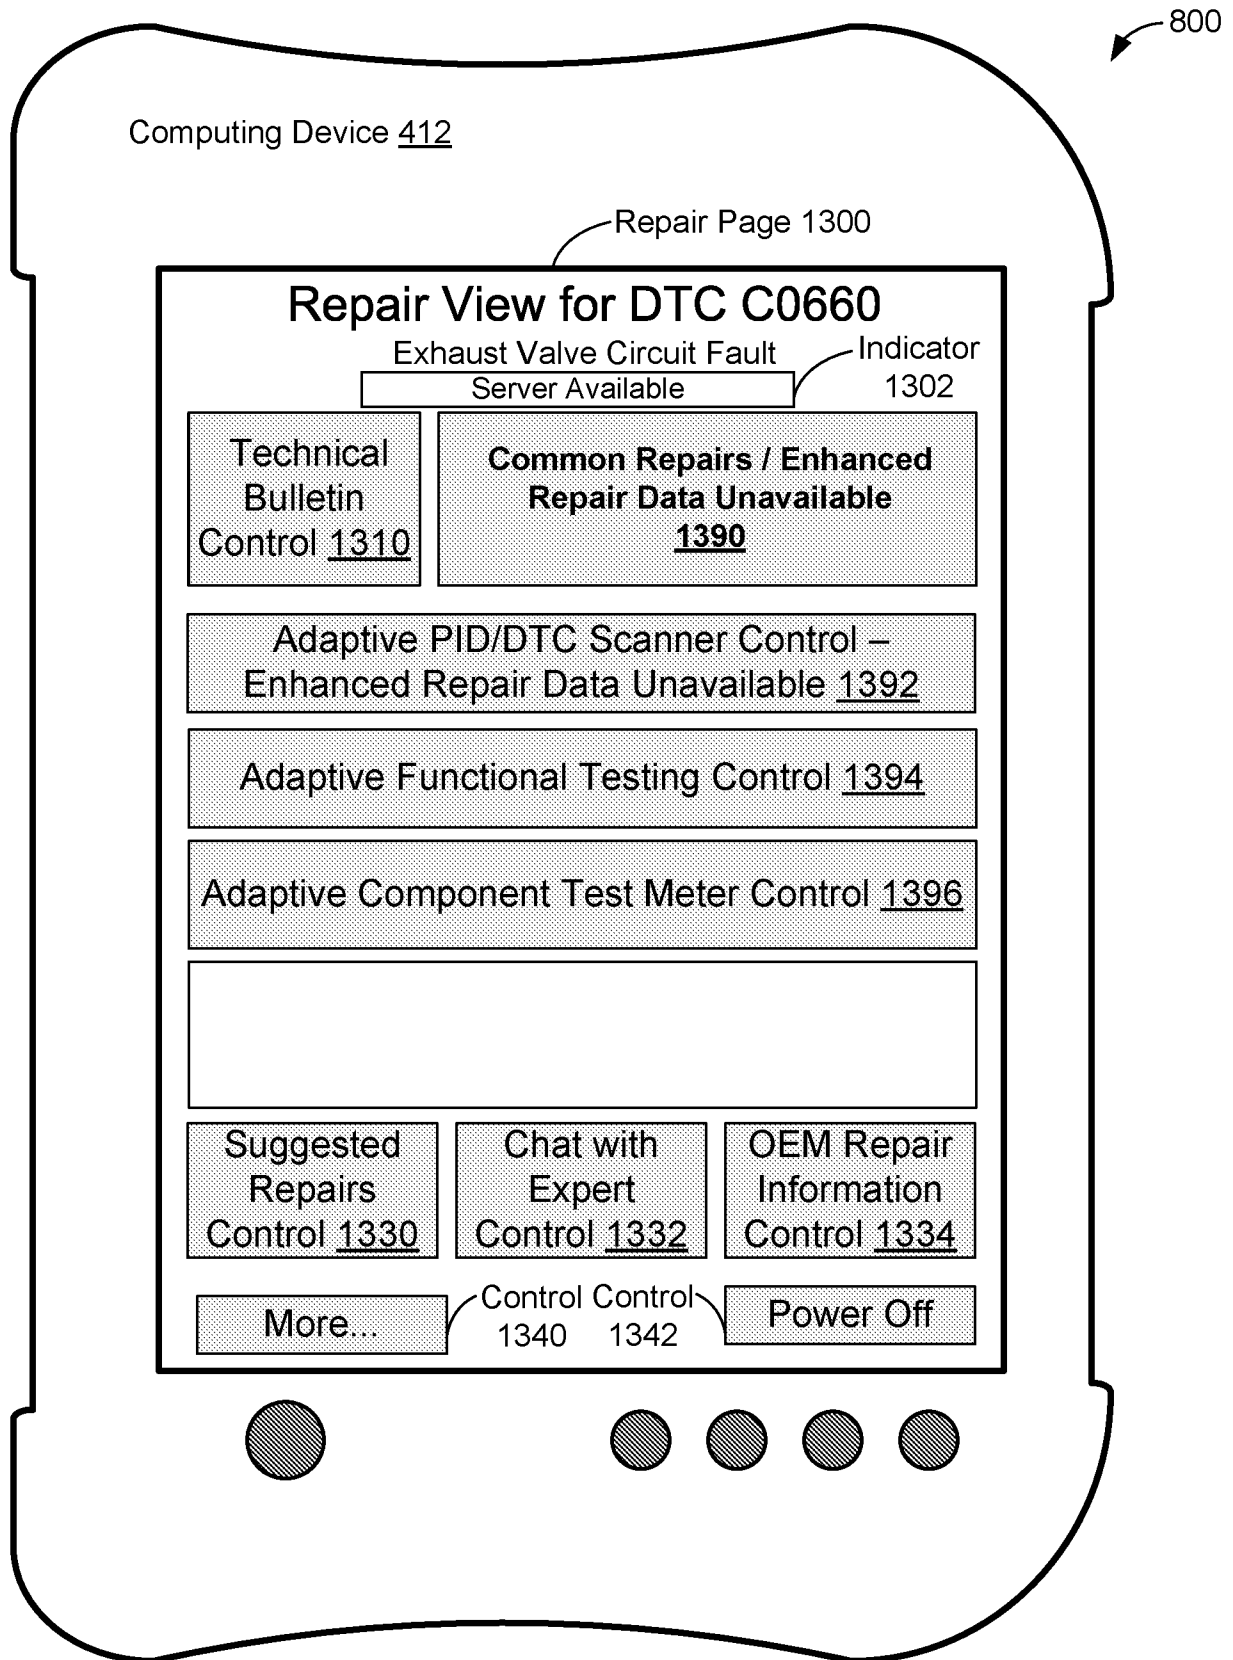 800
Computing Device 412
Repair Page 1300
Repair View for DTC C0660
Exhaust Valve Circuit Fault
Indicator
1302
Server Available
Technical
Bulletin
Control 1310
Common Repairs / Enhanced
Repair Data Unavailable
1390
Adaptive PID/DTC Scanner Control –
Enhanced Repair Data Unavailable 1392
Adaptive Functional Testing Control 1394
Adaptive Component Test Meter Control 1396
Suggested
Repairs
Control 1330
Chat with
Expert
Control 1332
OEM Repair
Information
Control 1334
More...
Control
1340
Control
1342
Power Off